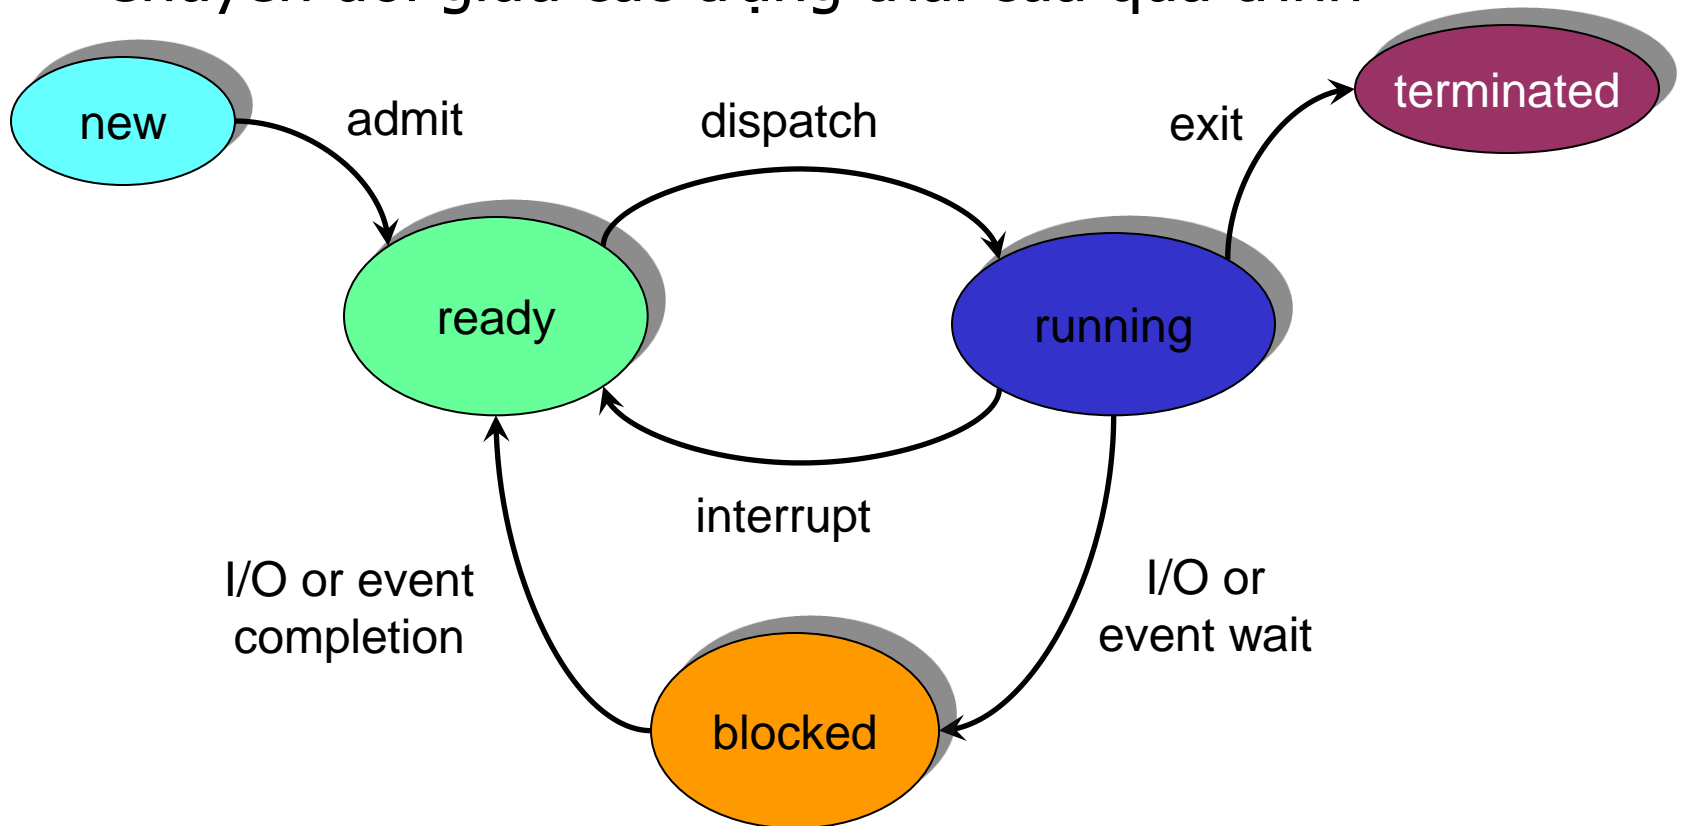 terminated
new
admit
dispatch
exit
ready
running
interrupt
I/O or event
completion
I/O or
event wait
blocked